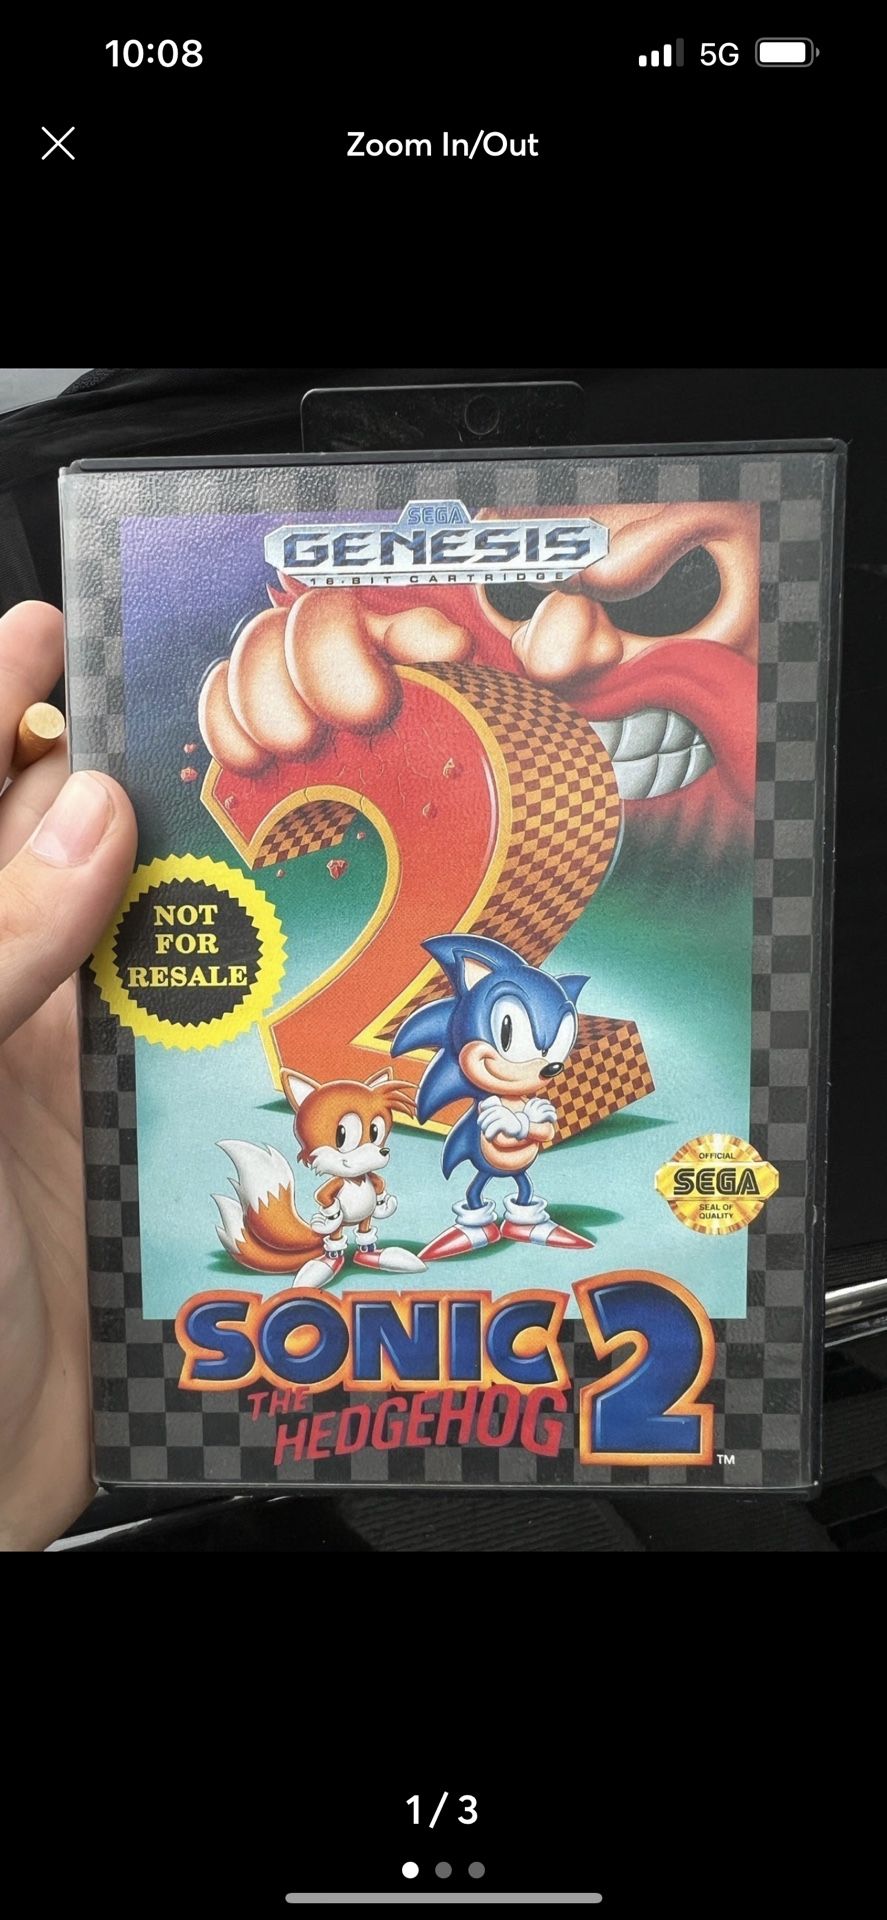 10:08
5G
Zoom In/Out
SEGA
GENESIS
16-BIT CARTRIDGE
NOT
FOR
RESALE
OFFICIAL
SEGA
SEAL OF
QUALITY
SONIC 2
THE
HEDGEHOG
TM
1/3